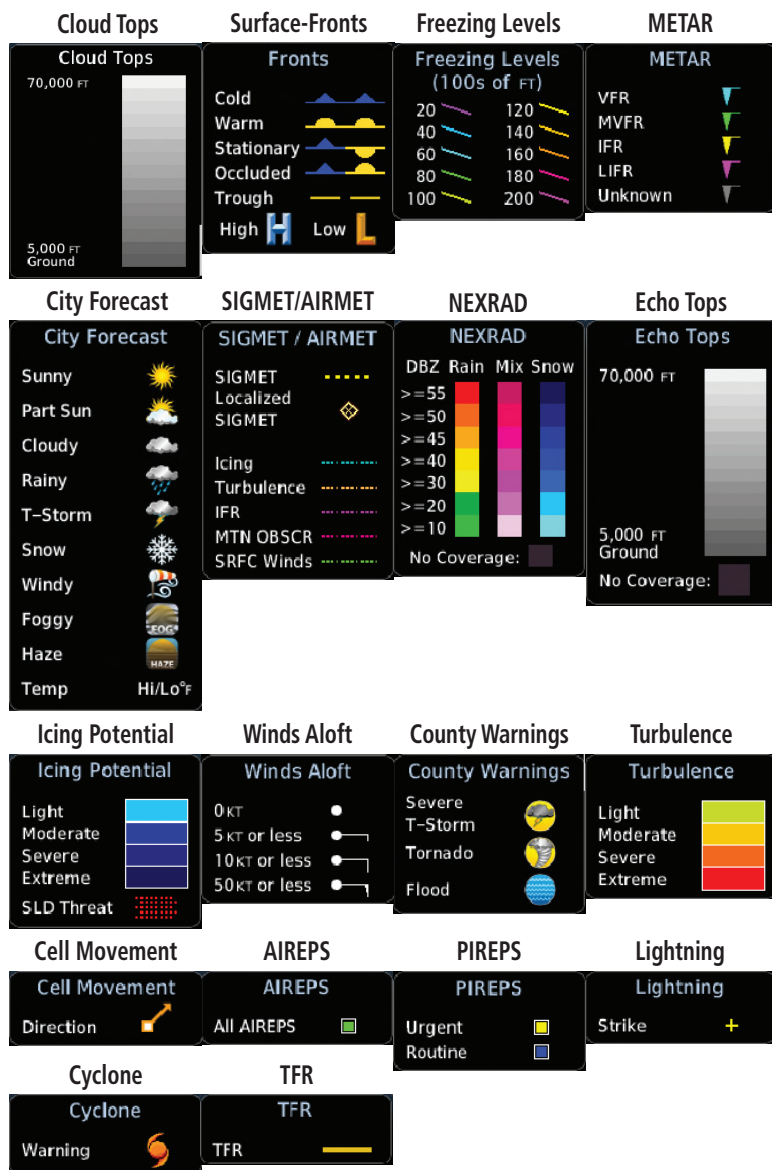 Cloud Tops
Surface-Fronts
Freezing Levels
METAR
Cloud Tops
70,000 FT
5,000 FT
Ground
Fronts
Cold
Warm
Stationary
Occluded
Trough
High H Low L
Freezing Levels
(100s of FT)
20 120
40 140
60 160
80 180
100 200
METAR
VFR
MVFR
IFR
LIFR
Unknown
City Forecast
SIGMET/AIRMET
NEXRAD
Echo Tops
City Forecast
Sunny
Part Sun
Cloudy
Rainy
T-Storm
Snow
Windy
Foggy
FOG
Haze
HAZE
Temp Hi/Lo°F
SIGMET / AIRMET
SIGMET
Localized
SIGMET
Icing
Turbulence
IFR
MTN OBSCR
SRFC Winds
NEXRAD
DBZ Rain Mix Snow
>=55
>=50
>=45
>=40
>=30
>=20
>=10
No Coverage:
Echo Tops
70,000 FT
5,000 FT
Ground
No Coverage:
Icing Potential
Winds Aloft
County Warnings
Turbulence
Icing Potential
Light
Moderate
Severe
Extreme
SLD Threat
Winds Aloft
0 KT
5 KT or less
10 KT or less
50 KT or less
County Warnings
Severe
T-Storm
Tornado
Flood
Turbulence
Light
Moderate
Severe
Extreme
Cell Movement
AIREPS
PIREPS
Lightning
Cell Movement
Direction
AIREPS
All AIREPS
PIREPS
Urgent
Routine
Lightning
Strike
Cyclone
TFR
Cyclone
Warning
TFR
TFR